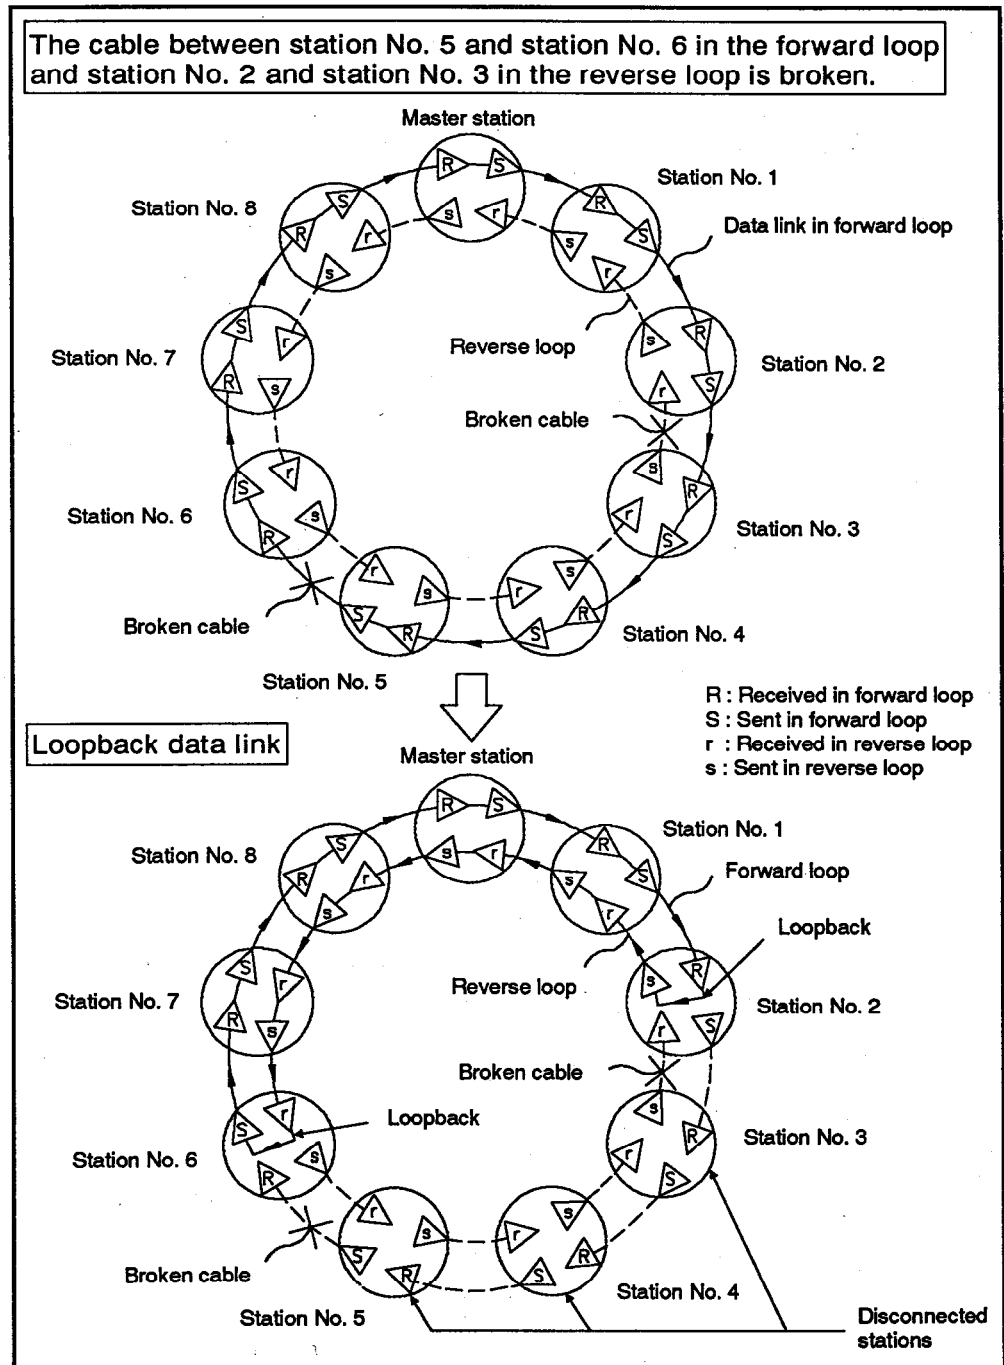 The cable between station No. 5 and station No. 6 in the forward loop
and station No. 2 and station No. 3 in the reverse loop is broken.
Master station
R S
s r
Station No. 1
R S
s r
Station No. 8
S R
r s
Data link in forward loop
Reverse loop
Station No. 7
S R
r s
Station No. 2
s R
r S
Broken cable
Station No. 6
S r
R s
Station No. 3
s R
r S
Broken cable
Station No. 5
r s
S R
Station No. 4
r s
S R
R : Received in forward loop
S : Sent in forward loop
r : Received in reverse loop
s : Sent in reverse loop
Loopback data link
Master station
R S
s r
Station No. 1
R S
s r
Station No. 8
S R
r s
Forward loop
Loopback
Reverse loop
Station No. 7
S R
r s
Station No. 2
s R
r S
Broken cable
Loopback
Station No. 6
S r
R s
Station No. 3
s R
r S
Broken cable
Station No. 5
r s
S R
Station No. 4
r s
S R
Disconnected
stations